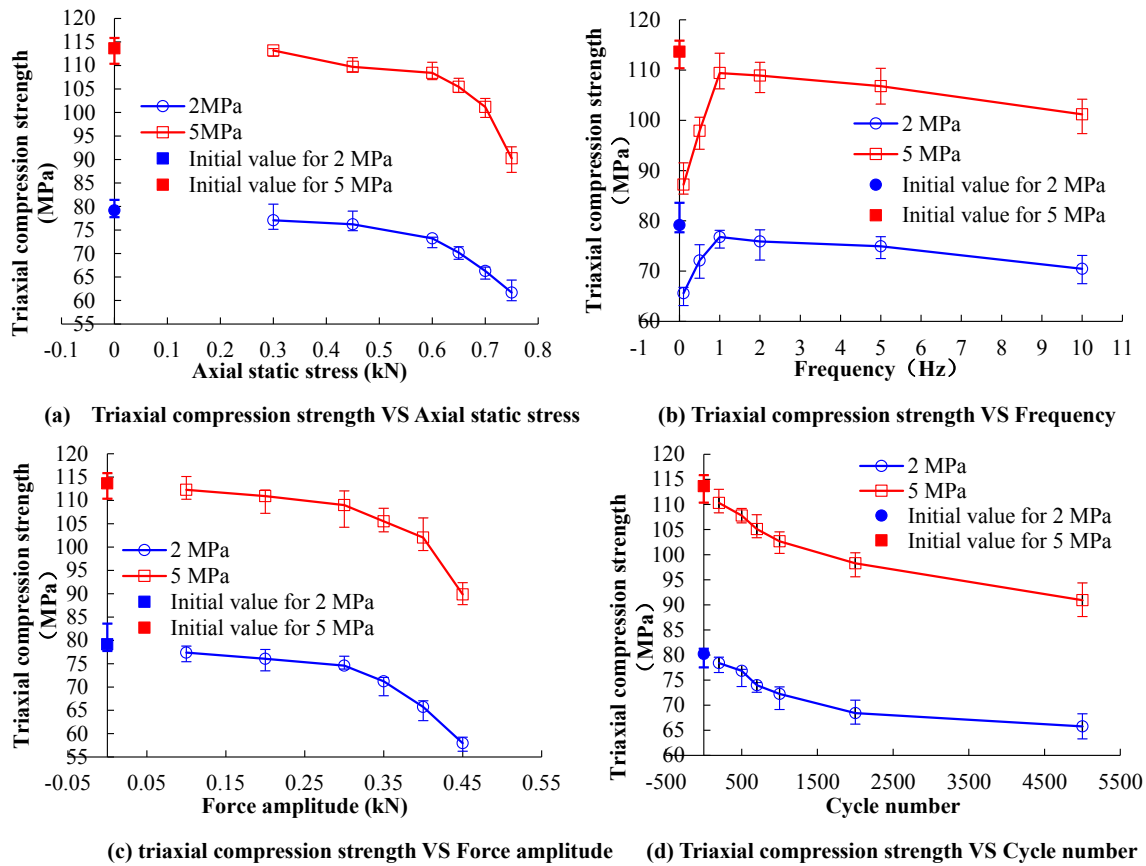 Triaxial compression strength
(MPa)
120
115
110
105
100
95
90
85
80
75
70
65
60
55
-0.1
0
0.1
0.2
0.3
0.4
0.5
0.6
0.7
0.8
2MPa
5MPa
Initial value for 2 MPa
Initial value for 5 MPa
Axial static stress (kN)
(a) Triaxial compression strength VS Axial static stress
Triaxial compression strength
(MPa)
120
110
100
90
80
70
60
-1
0
1
2
3
4
5
6
7
8
9
10
11
2 MPa
5 MPa
Initial value for 2 MPa
Initial value for 5 MPa
Frequency (Hz)
(b) Triaxial compression strength VS Frequency
Triaxial compression strength
(MPa)
120
115
110
105
100
95
90
85
80
75
70
65
60
55
-0.05
0.05
0.15
0.25
0.35
0.45
0.55
2 MPa
5 MPa
Initial value for 2 MPa
Initial value for 5 MPa
Force amplitude (kN)
(c) triaxial compression strength VS Force amplitude
Triaxial compression strength
(MPa)
120
115
110
105
100
95
90
85
80
75
70
65
60
-500
500
1500
2500
3500
4500
5500
2 MPa
5 MPa
Initial value for 2 MPa
Initial value for 5 MPa
Cycle number
(d) Triaxial compression strength VS Cycle number